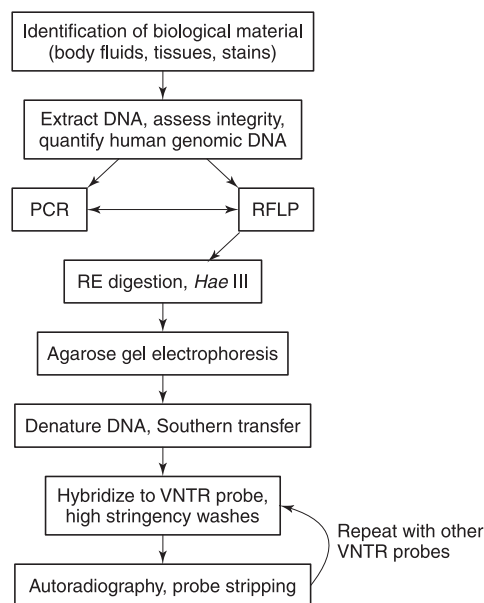 Identification of biological material
(body fluids, tissues, stains)
Extract DNA, assess integrity,
quantify human genomic DNA
PCR
RFLP
RE digestion, Hae III
Agarose gel electrophoresis
Denature DNA, Southern transfer
Hybridize to VNTR probe,
high stringency washes
Repeat with other
VNTR probes
Autoradiography, probe stripping